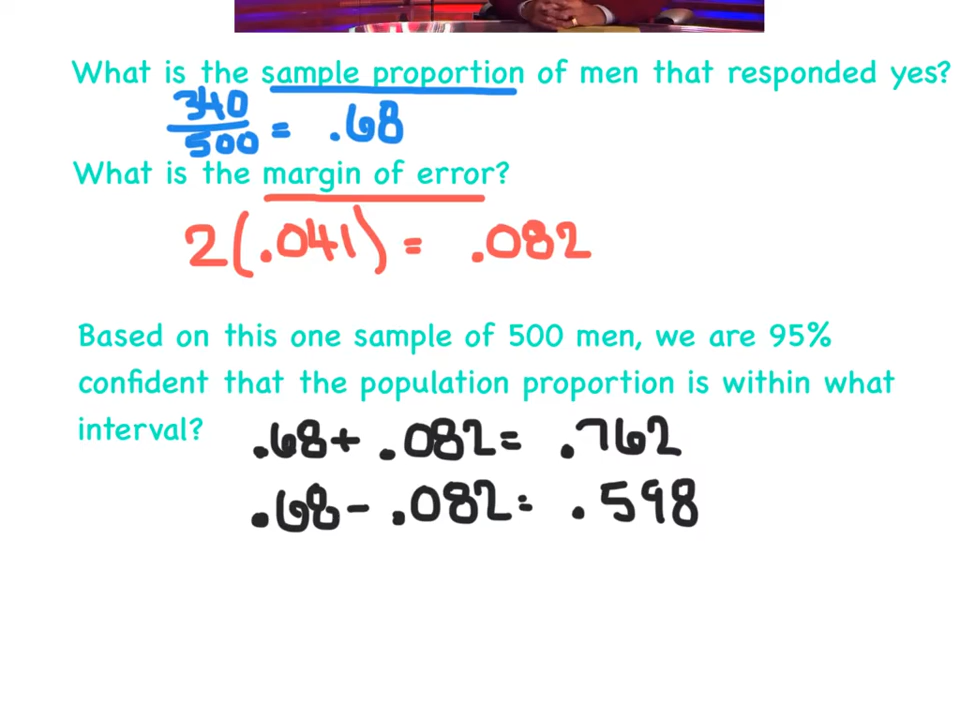 What is the sample proportion of men that responded yes?
340
500 = .68
What is the margin of error?
2(.041) = .082
Based on this one sample of 500 men, we are 95%
confident that the population proportion is within what
interval?
.68+ .082= .762
.68- .082= .598